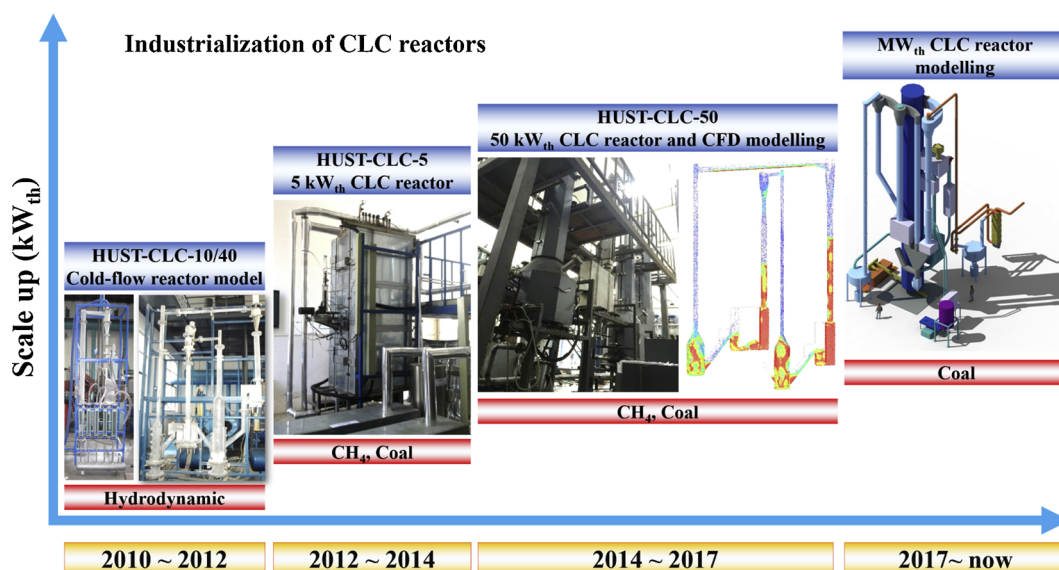 Industrialization of CLC reactors
Scale up (kWth)
HUST-CLC-10/40
Cold-flow reactor model
Hydrodynamic
2010 ~ 2012
HUST-CLC-5
5 kWth CLC reactor
CH4, Coal
2012 ~ 2014
HUST-CLC-50
50 kWth CLC reactor and CFD modelling
CH4, Coal
2014 ~ 2017
MWth CLC reactor
modelling
Coal
2017~ now